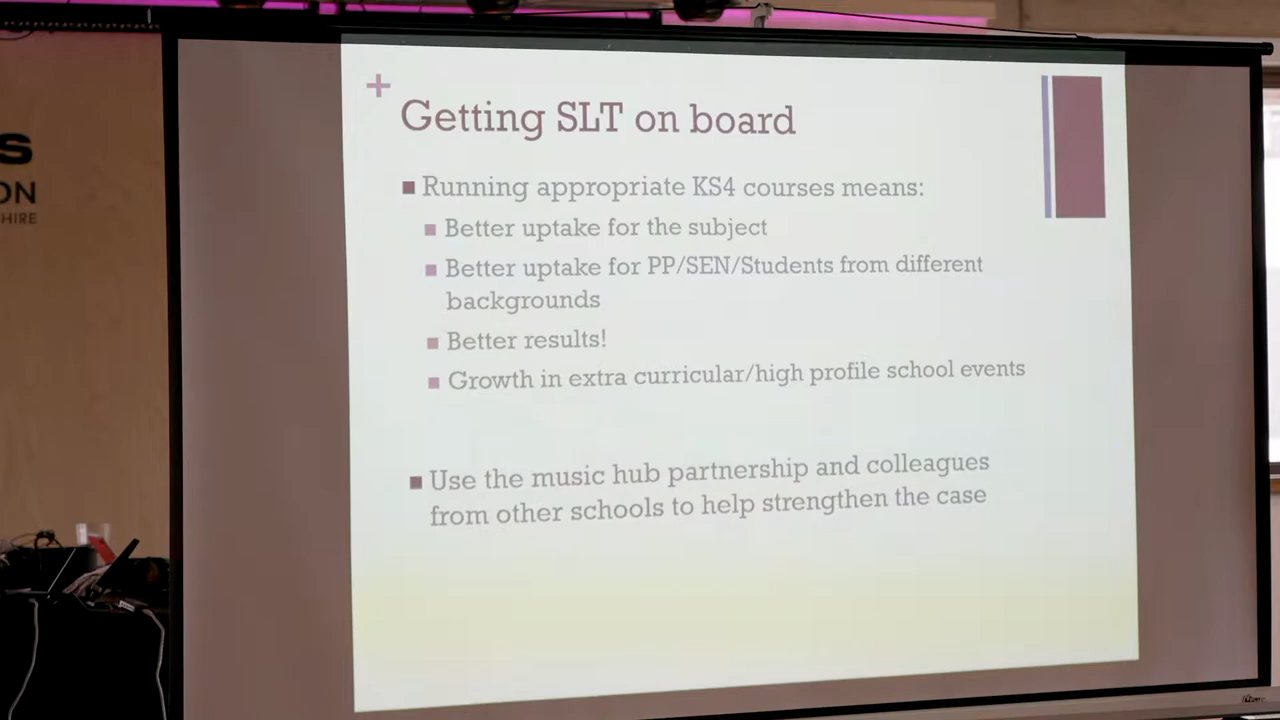 S
ON
HIRE
+
Getting SLT on board
Running appropriate KS4 courses means:
Better uptake for the subject
Better uptake for PP/SEN/Students from different
backgrounds
Better results!
Growth in extra curricular/high profile school events
Use the music hub partnership and colleagues
from other schools to help strengthen the case